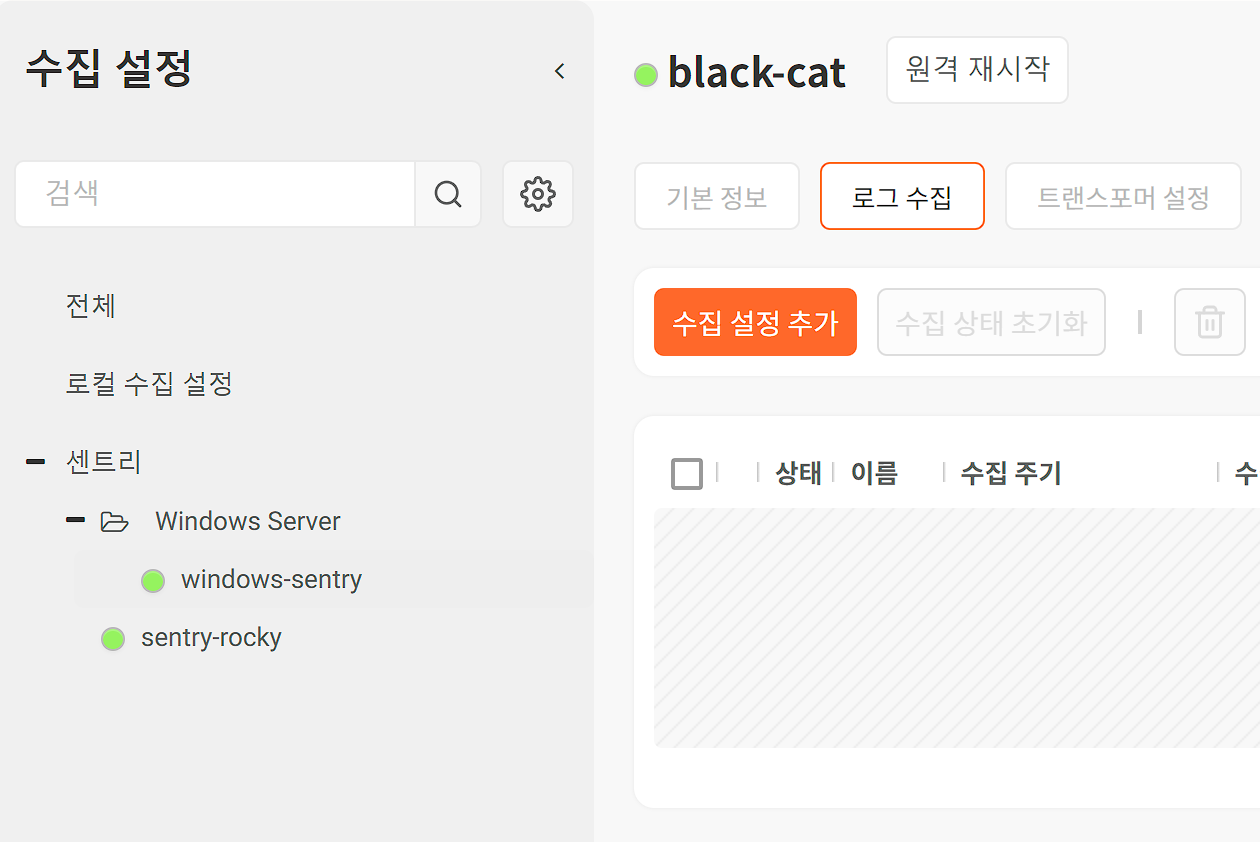 수집 설정
검색
전체
로컬 수집 설정
센트리
Windows Server
windows-sentry
sentry-rocky
black-cat
원격 재시작
기본 정보
로그 수집
트랜스포머 설정
수집 설정 추가
수집 상태 초기화
상태 이름 수집 주기 수